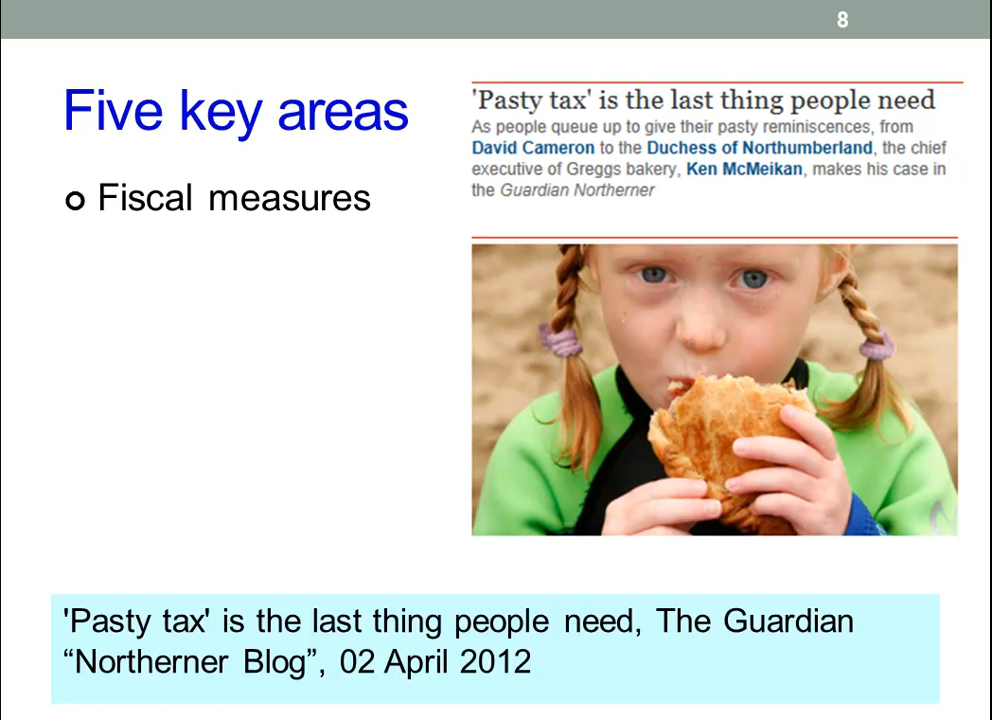 8
Five key areas
Fiscal measures
'Pasty tax' is the last thing people need
As people queue up to give their pasty reminiscences, from
David Cameron to the Duchess of Northumberland, the chief
executive of Greggs bakery, Ken McMeikan, makes his case in
the Guardian Northerner
'Pasty tax' is the last thing people need, The Guardian
“Northerner Blog”, 02 April 2012